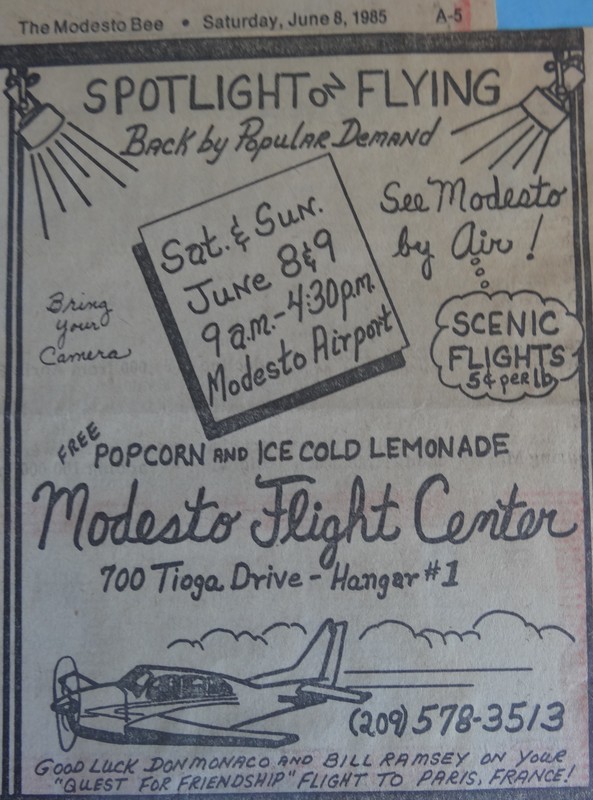 The Modesto Bee • Saturday, June 8, 1985 A-5
SPOTLIGHT ON FLYING
Back by Popular Demand
Sat. & Sun.
June 8 & 9
9 a.m. - 4:30 p.m.
Modesto Airport
See Modesto
by Air!
Bring
your
Camera
SCENIC
FLIGHTS
5¢ per lb.
FREE POPCORN AND ICE COLD LEMONADE
Modesto Flight Center
700 Tioga Drive - Hangar #1
(209) 578-3513
GOOD LUCK DON MONACO AND BILL RAMSEY ON YOUR
"QUEST FOR FRIENDSHIP" FLIGHT TO PARIS, FRANCE!